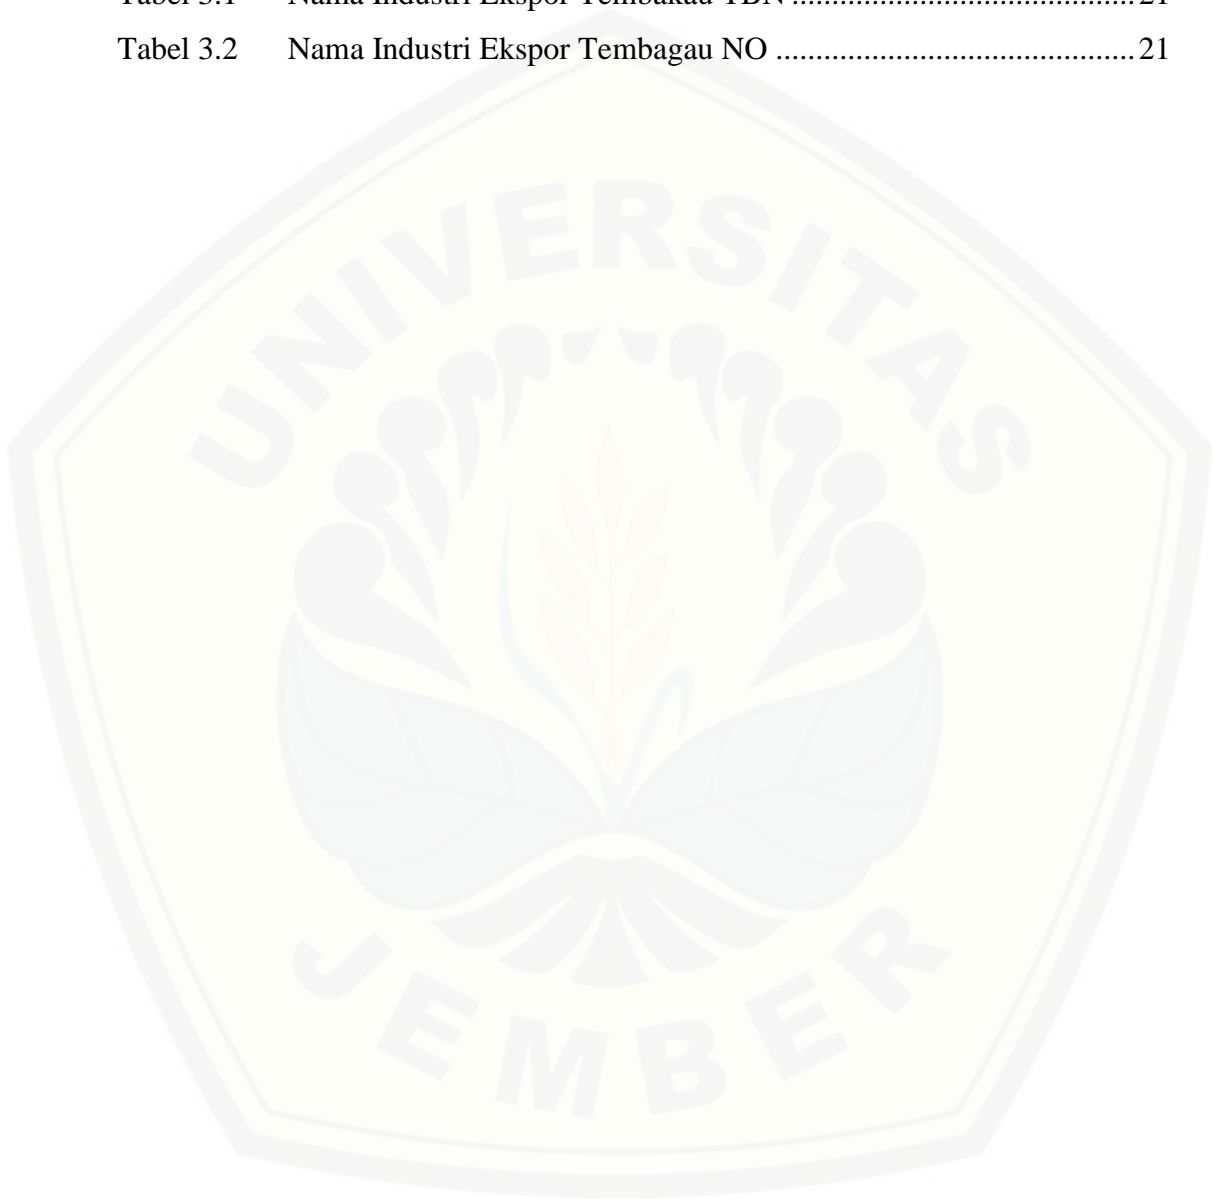 Tabel 3.1 Nama Industri Ekspor Tembakau TBN ............................................ 21
Tabel 3.2 Nama Industri Ekspor Tembagau NO ............................................. 21
UNIVERSITAS
JEMBER